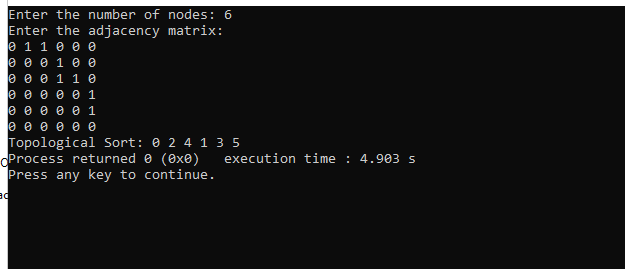 Enter the number of nodes: 6
Enter the adjacency matrix:
0 1 1 0 0 0
0 0 0 1 0 0
0 0 0 1 1 0
0 0 0 0 0 1
0 0 0 0 0 1
0 0 0 0 0 0
Topological Sort: 0 2 4 1 3 5
Process returned 0 (0x0)   execution time : 4.903 s
Press any key to continue.